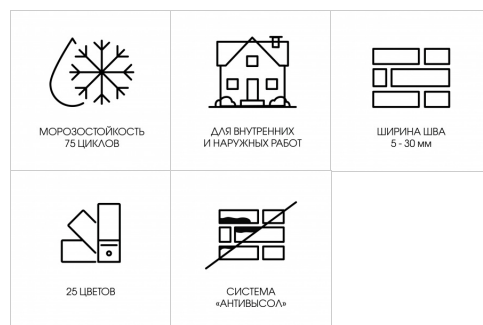 МОРОЗОСТОЙКОСТЬ
75 ЦИКЛОВ
ДЛЯ ВНУТРЕННИХ
И НАРУЖНЫХ РАБОТ
ШИРИНА ШВА
5 - 30 мм
25 ЦВЕТОВ
СИСТЕМА
«АНТИВЫСОЛ»